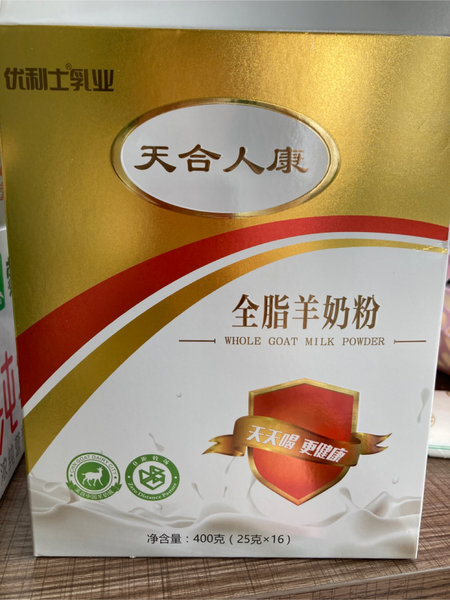 优利士®乳业
天合人康
全脂羊奶粉
WHOLE GOAT MILK POWDER
天天喝 更健康
净含量：400克（25克×16）